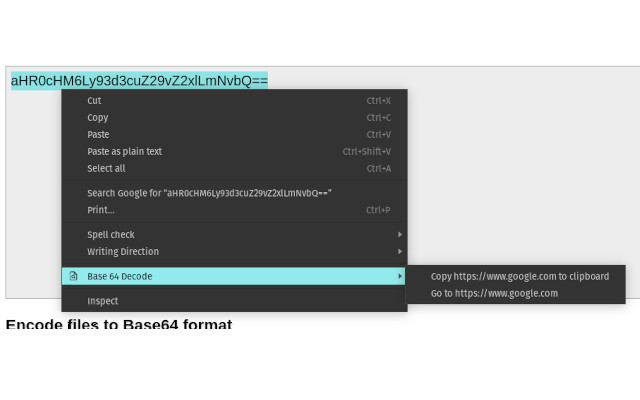 aHR0cHM6Ly93d3cuZ29vZ2xlLmNvbQ==
Cut Ctrl+X
Copy Ctrl+C
Paste Ctrl+V
Paste as plain text Ctrl+Shift+V
Select all Ctrl+A
Search Google for “aHR0cHM6Ly93d3cuZ29vZ2xlLmNvbQ==”
Print... Ctrl+P
Spell check
Writing Direction
Base 64 Decode
Copy https://www.google.com to clipboard
Go to https://www.google.com
Inspect
Encode files to Base64 format